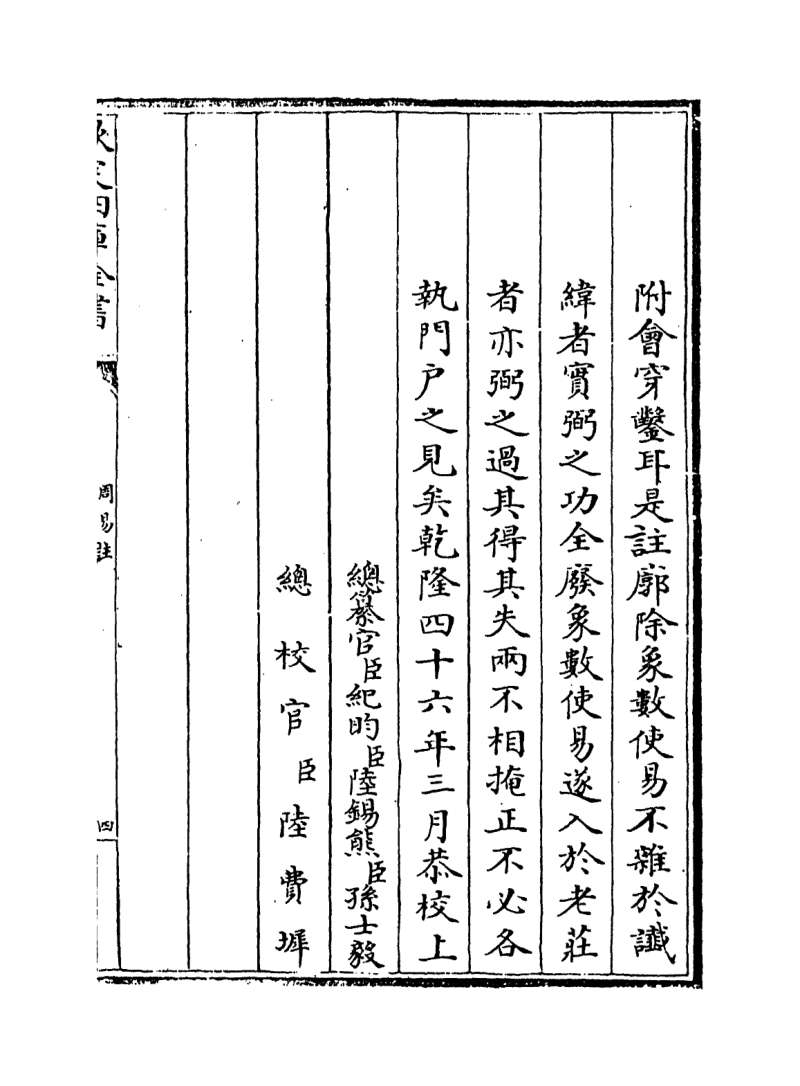 附會穿鑿耳是註廓除象數使易不雜於讖
緯者實弼之功全廢象數使易遂入於老莊
者亦弼之過其得其失兩不相掩正不必各
執門户之見矣乾隆四十六年三月恭校上
總纂官臣紀昀臣陸錫熊臣孫士毅
總校官臣陸費墀
欽定四庫全書
周易註
四